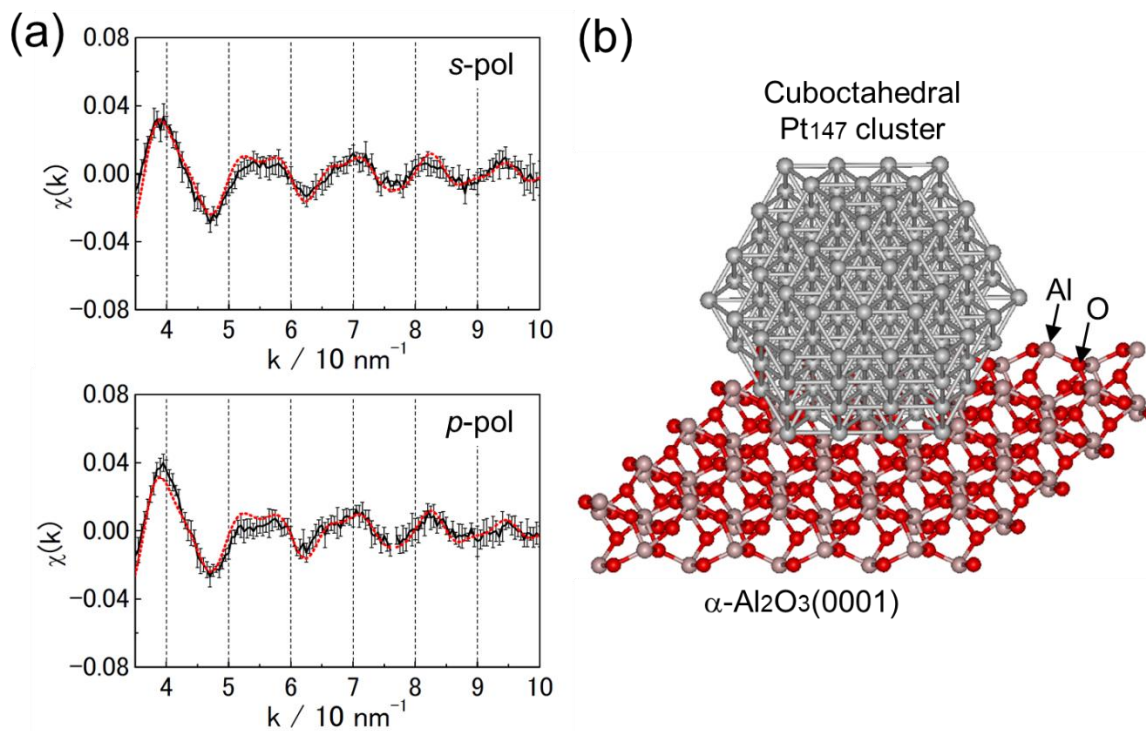 (a)
0.08
0.04
0.00
−0.04
−0.08
χ(k)
s-pol
4 5 6 7 8 9 10
k / 10 nm⁻¹
0.08
0.04
0.00
−0.04
−0.08
χ(k)
p-pol
4 5 6 7 8 9 10
k / 10 nm⁻¹
(b)
Cuboctahedral
Pt₁₄₇ cluster
Al
O
α-Al₂O₃(0001)